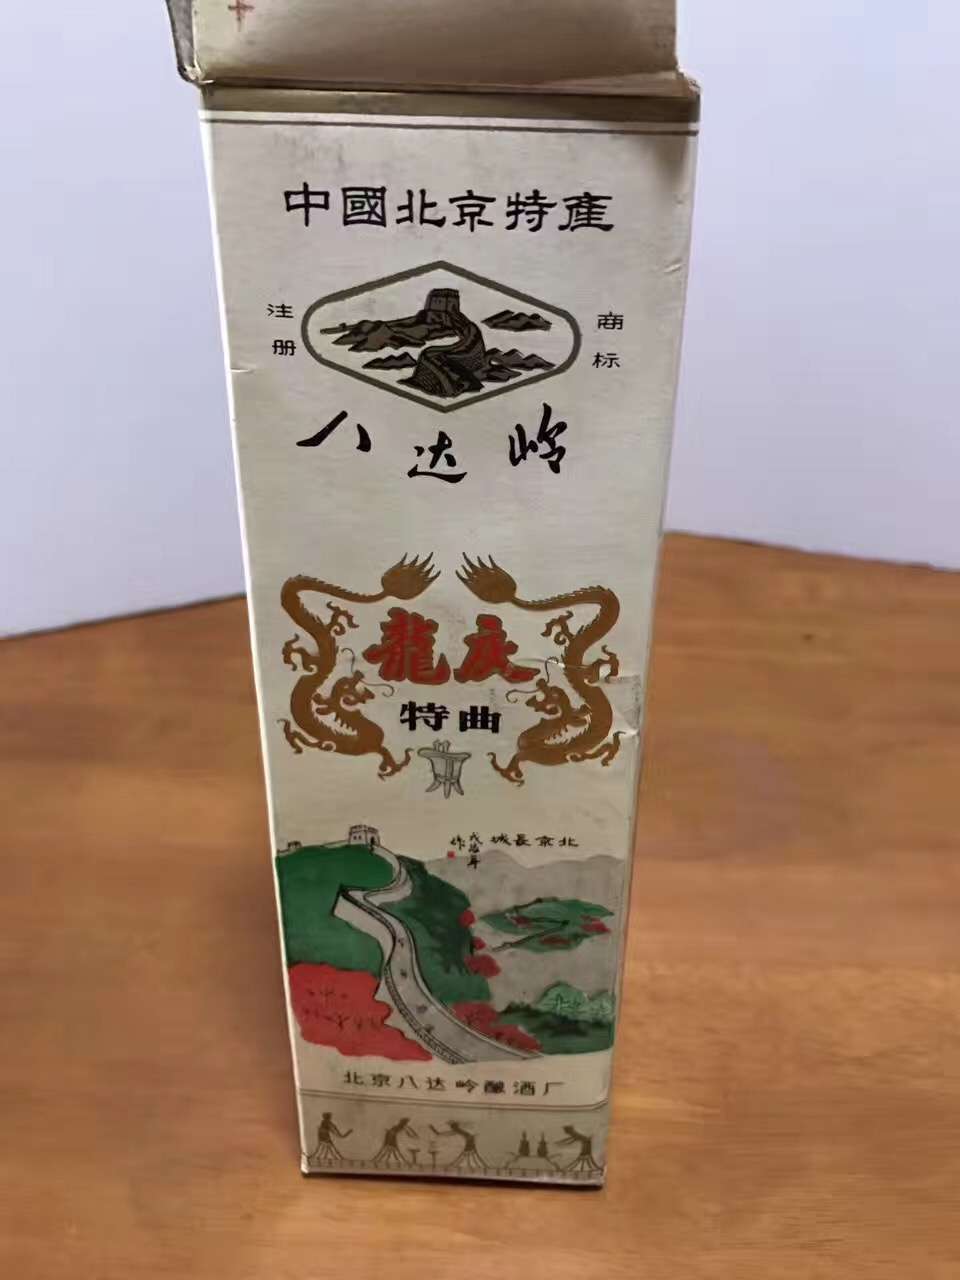 中國北京特產
注册
商标
八达岭
龍庆
特曲
北京長城
北京八达岭酿酒厂